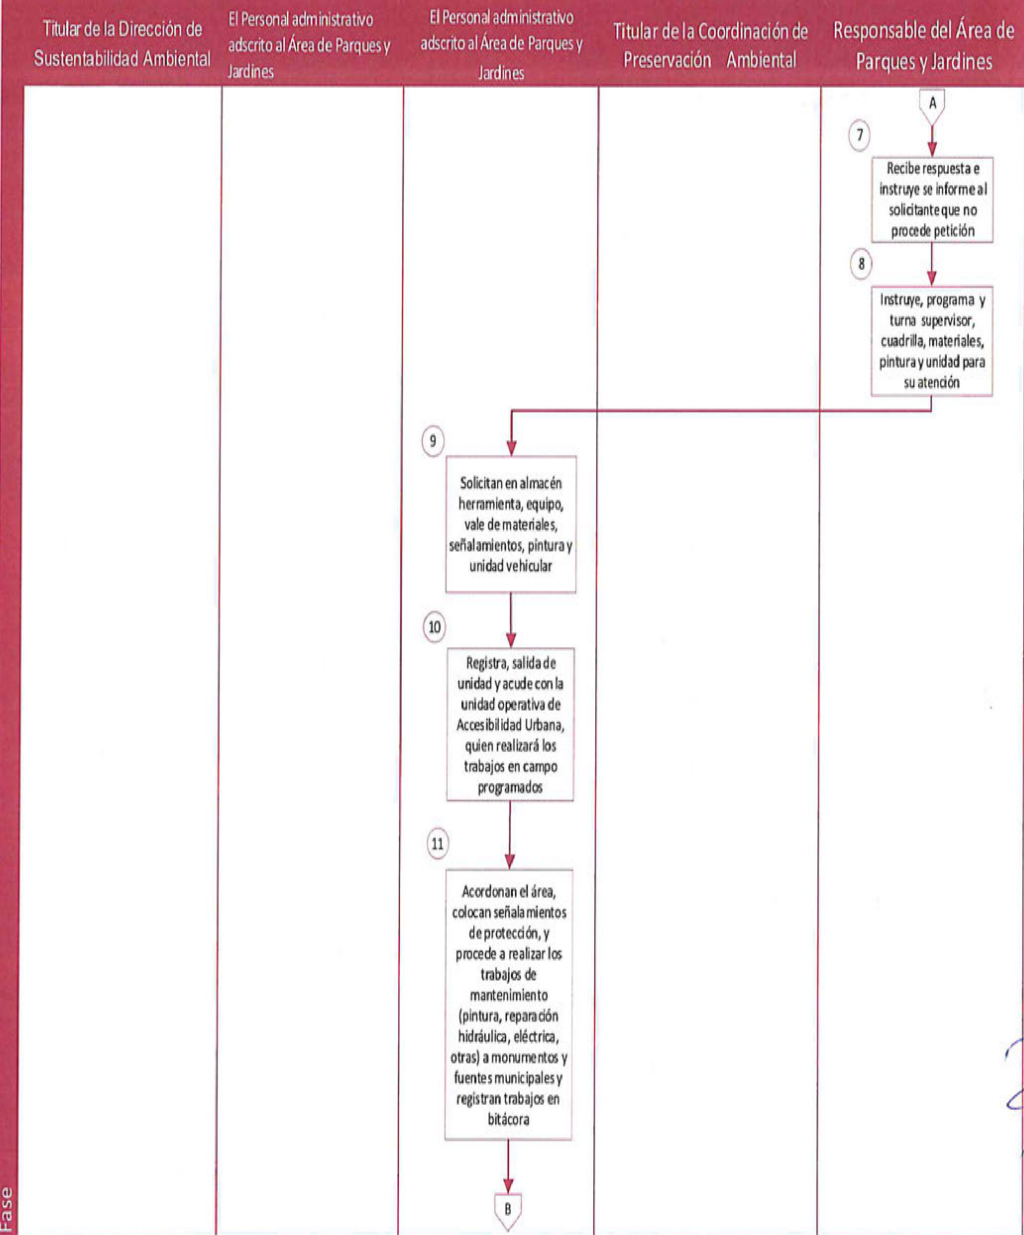 Titular de la Dirección de
Sustentabilidad Ambiental
El Personal administrativo
adscrito al Área de Parques y
Jardines
El Personal administrativo
adscrito al Área de Parques y
Jardines
Titular de la Coordinación de
Preservación Ambiental
Responsable del Área de
Parques y Jardines
A
7
Recibe respuesta e
instruye se informe al
solicitante que no
procede petición
8
Instruye, programa y
turna supervisor,
cuadrilla, materiales,
pintura y unidad para
su atención
9
Solicitan en almacén
herramienta, equipo,
vale de materiales,
señalamientos, pintura y
unidad vehicular
10
Registra, salida de
unidad y acude con la
unidad operativa de
Accesibilidad Urbana,
quien realizará los
trabajos en campo
programados
11
Acordonan el área,
colocan señalamientos
de protección, y
procede a realizar los
trabajos de
mantenimiento
(pintura, reparación
hidráulica, eléctrica,
otras) a monumentos y
fuentes municipales y
registran trabajos en
bitácora
B
Fase